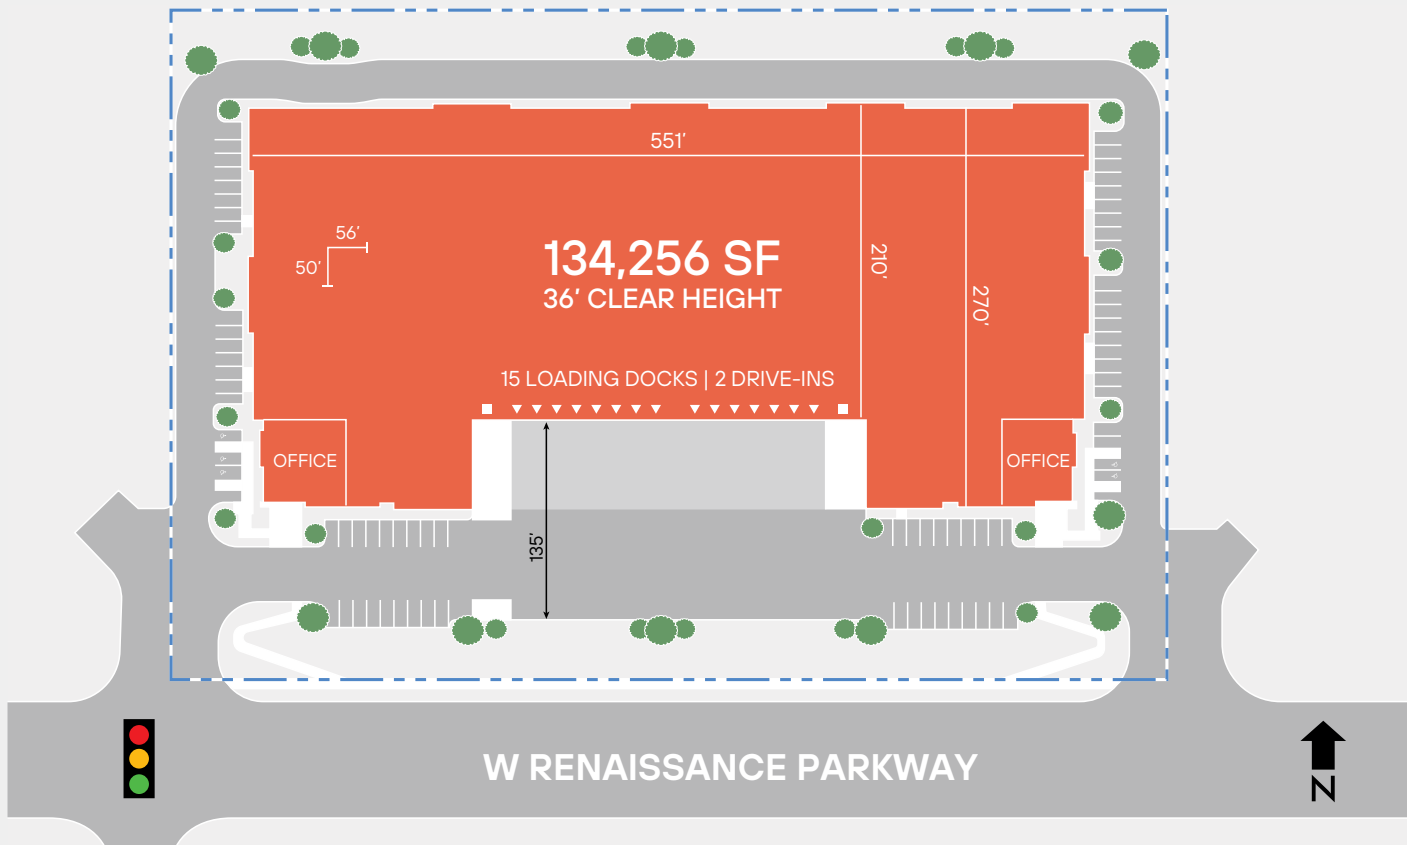 551′
56′
50′
134,256 SF
36′ CLEAR HEIGHT
210′
270′
15 LOADING DOCKS | 2 DRIVE-INS
OFFICE
OFFICE
135′
W RENAISSANCE PARKWAY
N